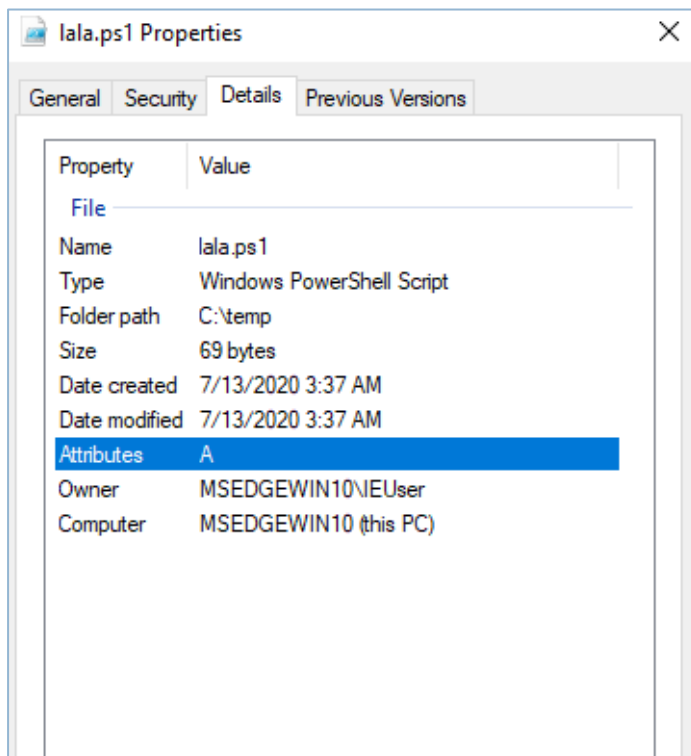 lala.ps1 Properties
General Security Details Previous Versions
Property Value
File
Name lala.ps1
Type Windows PowerShell Script
Folder path C:\temp
Size 69 bytes
Date created 7/13/2020 3:37 AM
Date modified 7/13/2020 3:37 AM
Attributes A
Owner MSEDGEWIN10\IEUser
Computer MSEDGEWIN10 (this PC)